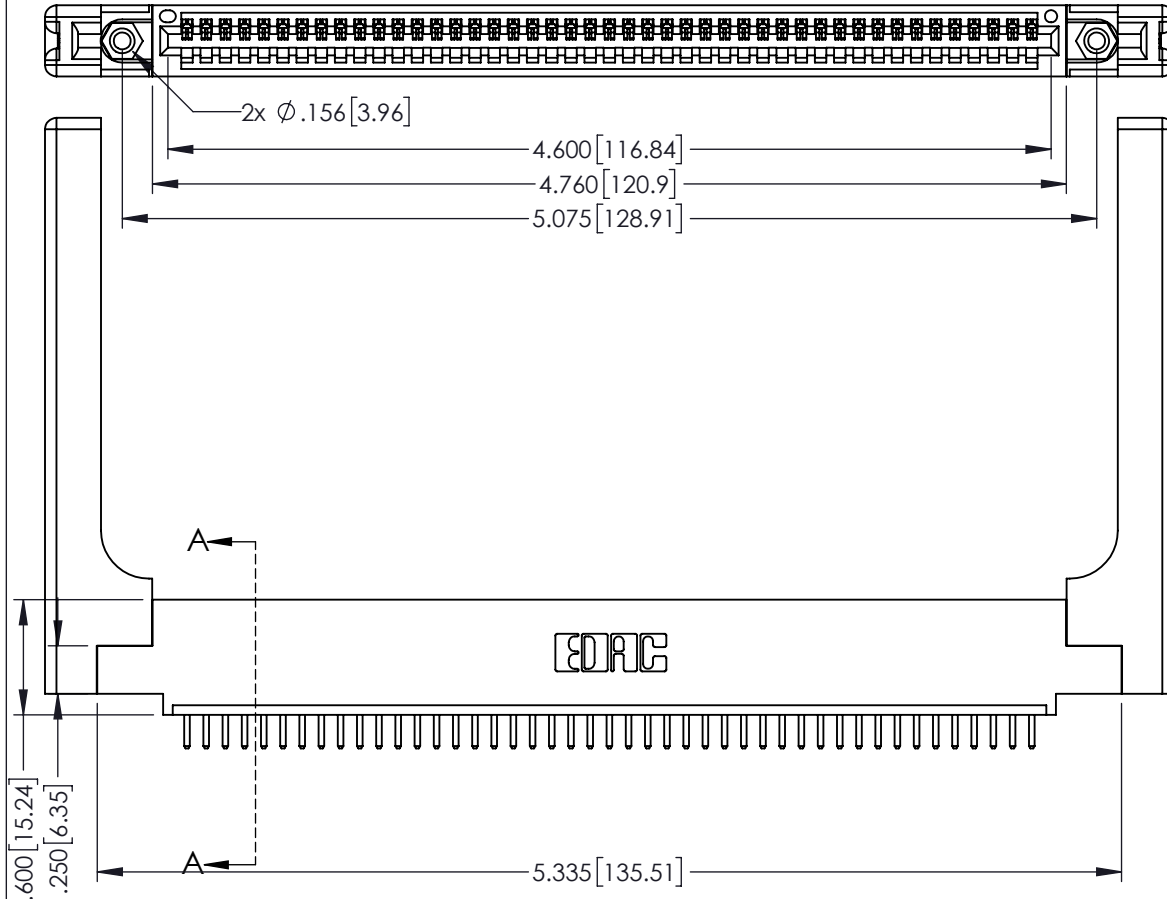 2x Ø.156[3.96]
4.600[116.84]
4.760[120.9]
5.075[128.91]
A
EDAC
A
.600[15.24]
.250[6.35]
5.335[135.51]